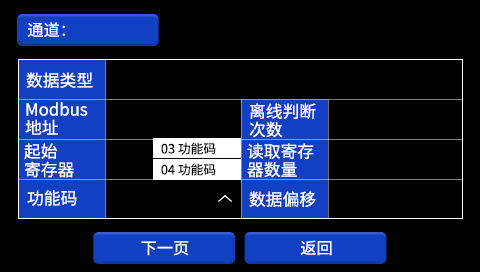 通道：
数据类型
Modbus
地址
离线判断
次数
起始
寄存器
03 功能码
04 功能码
读取寄存
器数量
功能码
数据偏移
下一页
返回